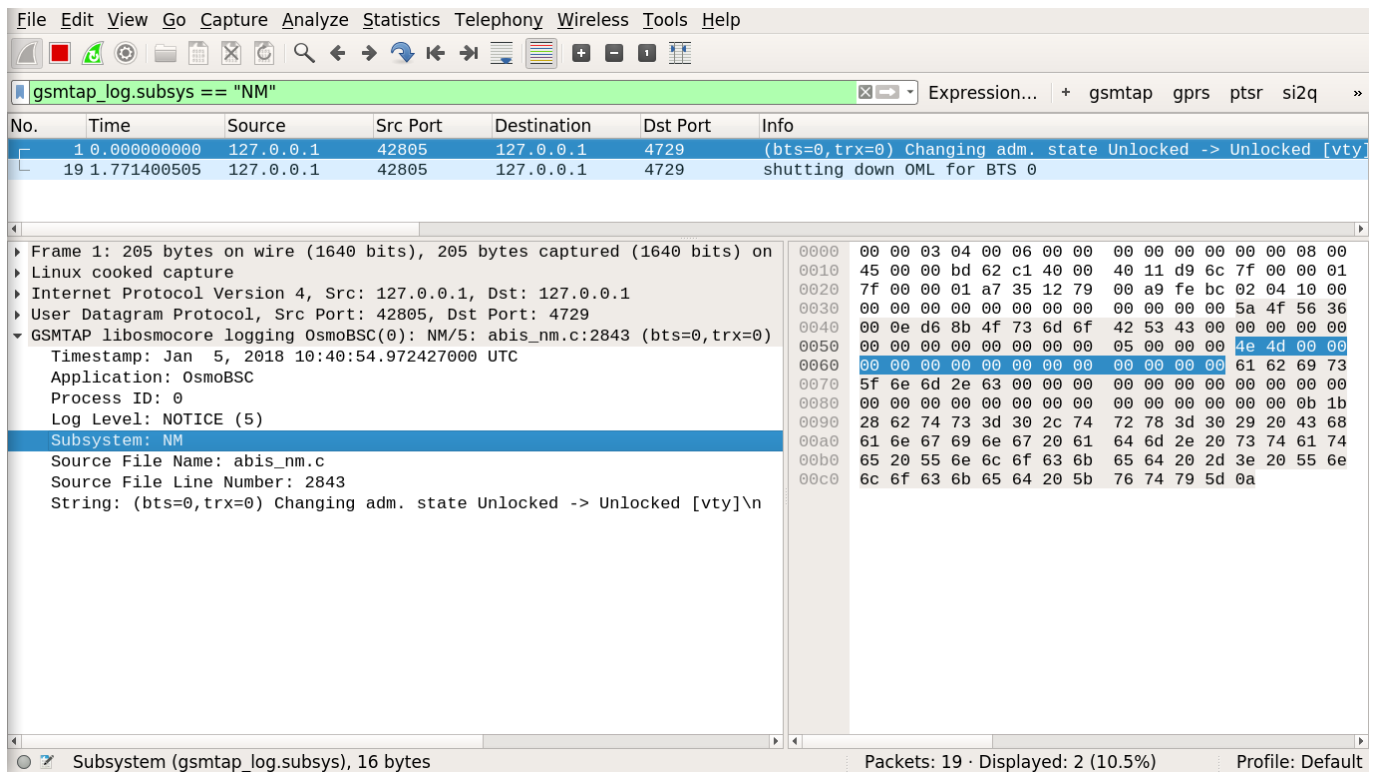 File Edit View Go Capture Analyze Statistics Telephony Wireless Tools Help
gsmtap_log.subsys == "NM" Expression... + gsmtap gprs ptsr si2q »
No. Time Source Src Port Destination Dst Port Info
1 0.000000000 127.0.0.1 42805 127.0.0.1 4729 (bts=0,trx=0) Changing adm. state Unlocked -> Unlocked [vty]
19 1.771400505 127.0.0.1 42805 127.0.0.1 4729 shutting down OML for BTS 0
Frame 1: 205 bytes on wire (1640 bits), 205 bytes captured (1640 bits) on
Linux cooked capture
Internet Protocol Version 4, Src: 127.0.0.1, Dst: 127.0.0.1
User Datagram Protocol, Src Port: 42805, Dst Port: 4729
GSMTAP libosmocore logging OsmoBSC(0): NM/5: abis_nm.c:2843 (bts=0,trx=0)
Timestamp: Jan 5, 2018 10:40:54.972427000 UTC
Application: OsmoBSC
Process ID: 0
Log Level: NOTICE (5)
Subsystem: NM
Source File Name: abis_nm.c
Source File Line Number: 2843
String: (bts=0,trx=0) Changing adm. state Unlocked -> Unlocked [vty]\n
0000 00 00 03 04 00 06 00 00 00 00 00 00 00 00 08 00
0010 45 00 00 bd 62 c1 40 00 40 11 d9 6c 7f 00 00 01
0020 7f 00 00 01 a7 35 12 79 00 a9 fe bc 02 04 10 00
0030 00 00 00 00 00 00 00 00 00 00 00 00 5a 4f 56 36
0040 00 0e d6 8b 4f 73 6d 6f 42 53 43 00 00 00 00 00
0050 00 00 00 00 00 00 00 00 05 00 00 00 4e 4d 00 00
0060 00 00 00 00 00 00 00 00 00 00 00 00 61 62 69 73
0070 5f 6e 6d 2e 63 00 00 00 00 00 00 00 00 00 00 00
0080 00 00 00 00 00 00 00 00 00 00 00 00 00 00 0b 1b
0090 28 62 74 73 3d 30 2c 74 72 78 3d 30 29 20 43 68
00a0 61 6e 67 69 6e 67 20 61 64 6d 2e 20 73 74 61 74
00b0 65 20 55 6e 6c 6f 63 6b 65 64 20 2d 3e 20 55 6e
00c0 6c 6f 63 6b 65 64 20 5b 76 74 79 5d 0a
Subsystem (gsmtap_log.subsys), 16 bytes Packets: 19 · Displayed: 2 (10.5%) Profile: Default